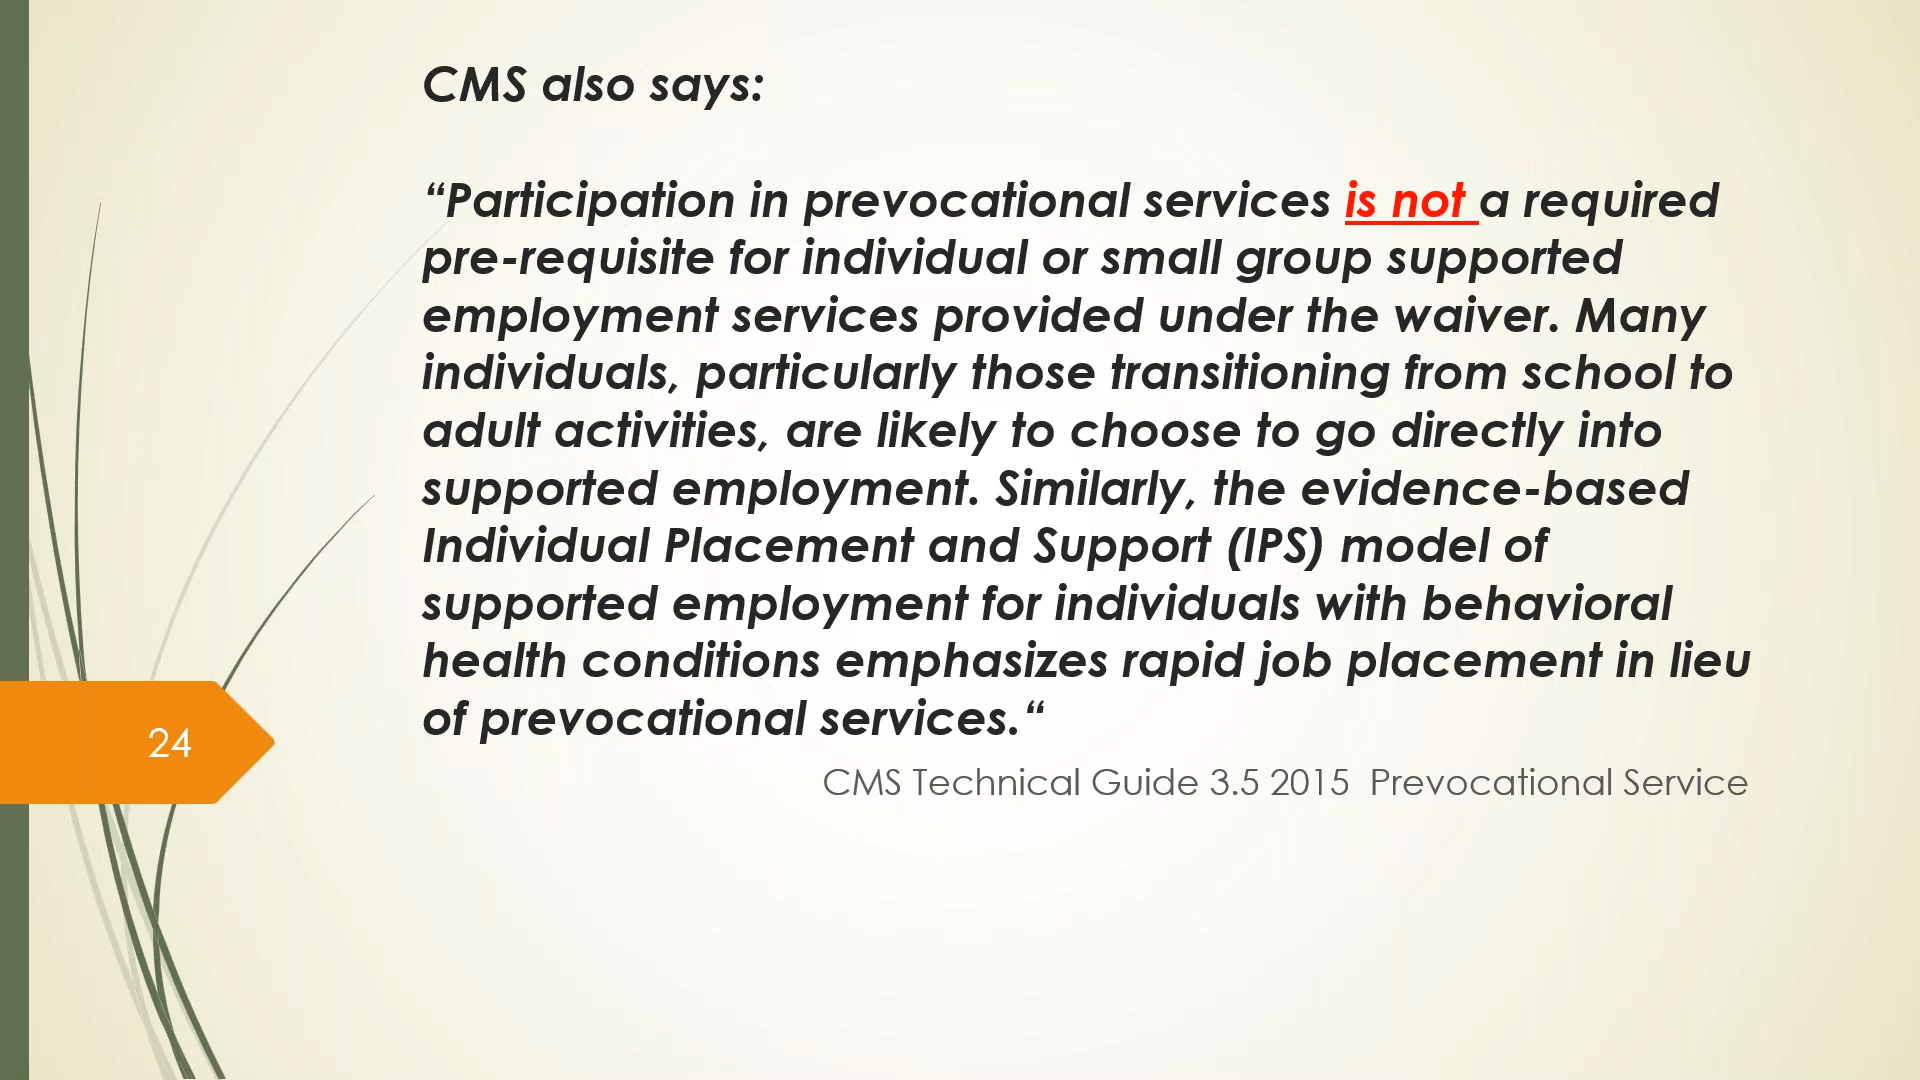 CMS also says:
“Participation in prevocational services is not a required
pre-requisite for individual or small group supported
employment services provided under the waiver. Many
individuals, particularly those transitioning from school to
adult activities, are likely to choose to go directly into
supported employment. Similarly, the evidence-based
Individual Placement and Support (IPS) model of
supported employment for individuals with behavioral
health conditions emphasizes rapid job placement in lieu
of prevocational services.“
24
CMS Technical Guide 3.5 2015  Prevocational Service